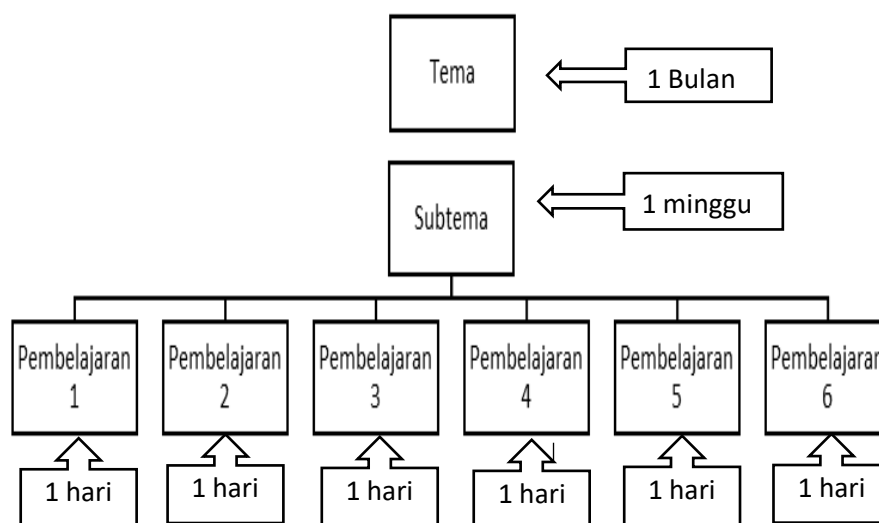 Tema
1 Bulan
Subtema
1 minggu
Pembelajaran
1
Pembelajaran
2
Pembelajaran
3
Pembelajaran
4
Pembelajaran
5
Pembelajaran
6
1 hari
1 hari
1 hari
1 hari
1 hari
1 hari